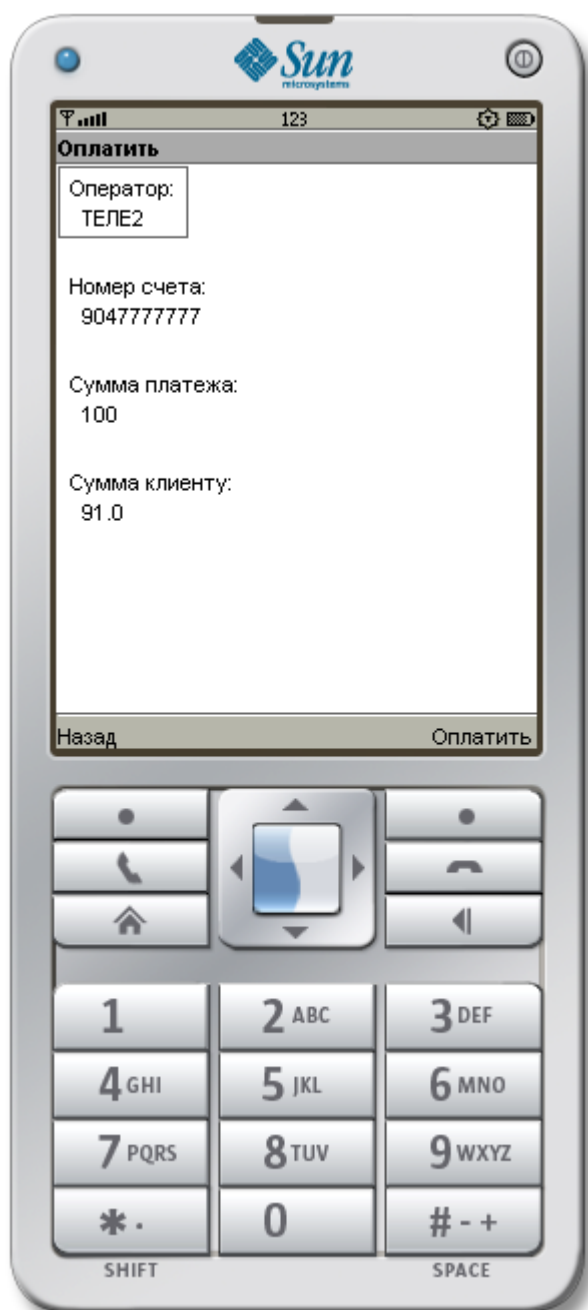 Sun
microsystems
123
Оплатить
Оператор:
ТЕЛЕ2
Номер счета:
9047777777
Сумма платежа:
100
Сумма клиенту:
91.0
Назад Оплатить
1 2 ABC 3 DEF
4 GHI 5 JKL 6 MNO
7 PQRS 8 TUV 9 WXYZ
* . 0 # - +
SHIFT SPACE